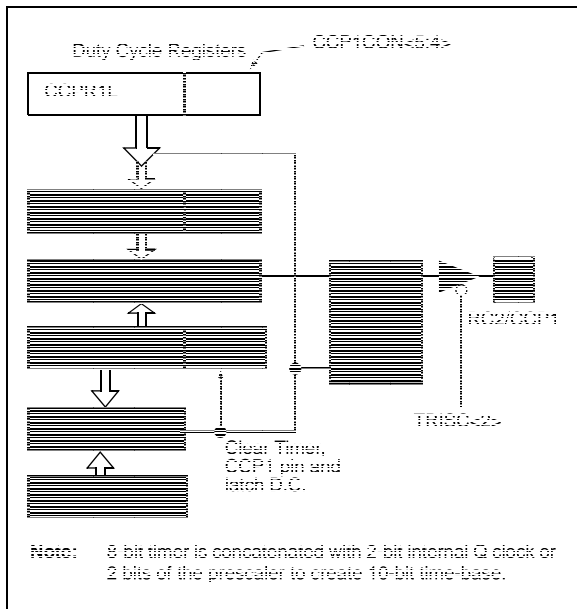 CCP1CON<5:4>
Duty Cycle Registers
CCPR1L
RC2/CCP1
TRISC<2>
Clear Timer,
CCP1 pin and
latch D.C.
Note: 8-bit timer is concatenated with 2-bit internal Q clock or
2 bits of the prescaler to create 10-bit time-base.